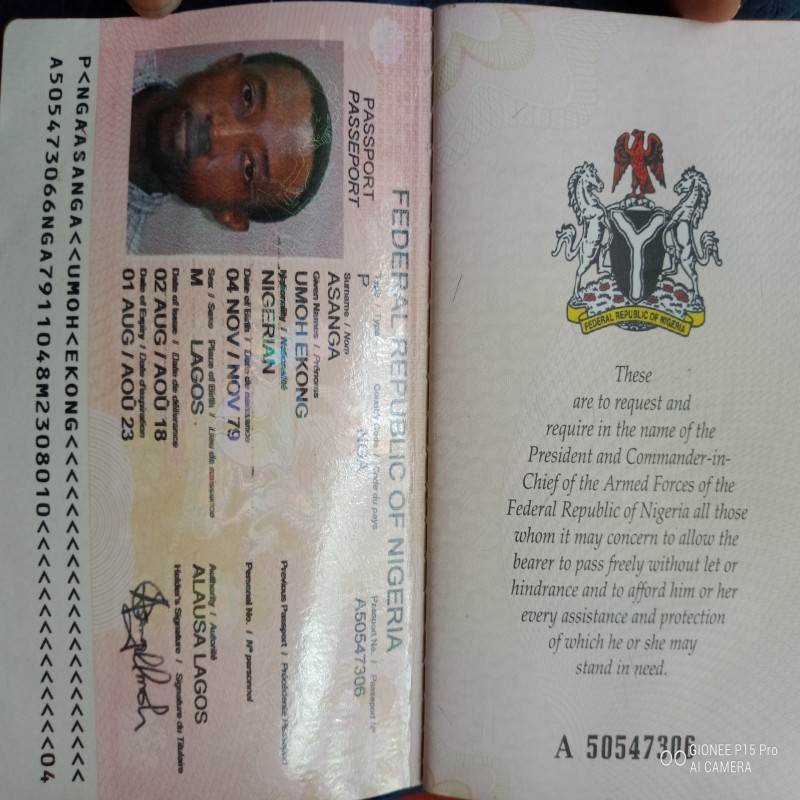 FEDERAL REPUBLIC OF NIGERIA
PASSPORT
PASSEPORT
Type / Type
P
Country code / Code du pays
NGA
Passport No. / Passeport Nº
A50547306
Surname / Nom
ASANGA
Given Names / Prénoms
UMOH EKONG
Nationality / Nationalité
NIGERIAN
Previous Passport / Précédente Passeport
Date of Birth / Date de naissance
04 NOV / NOV 79
Personal No. / Nº personnel
Sex / Sexe
M
Place of Birth / Lieu de naissance
LAGOS
Authority / Autorité
ALAUSA LAGOS
Date of Issue / Date de délivrance
02 AUG / AOÛ 18
Holder's Signature / Signature du Titulaire
Date of Expiry / Date d'expiration
01 AUG / AOÛ 23
P<NGAASANGA<<UMOH<EKONG<<<<<<<<<<<<<<<<<<<<<
A505473066NGA7911048M2308010<<<<<<<<<<<<<<04
FEDERAL REPUBLIC OF NIGERIA
These
are to request and
require in the name of the
President and Commander-in-
Chief of the Armed Forces of the
Federal Republic of Nigeria all those
whom it may concern to allow the
bearer to pass freely without let or
hindrance and to afford him or her
every assistance and protection
of which he or she may
stand in need.
A 50547306
GIONEE P15 Pro
AI CAMERA